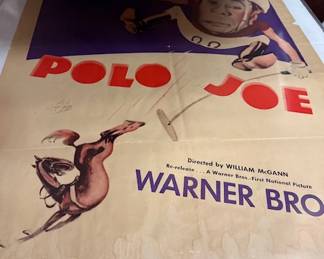 POLO JOE
Directed by WILLIAM McGANN
Re-release . . . A Warner Bros.-First National Picture
WARNER BRO